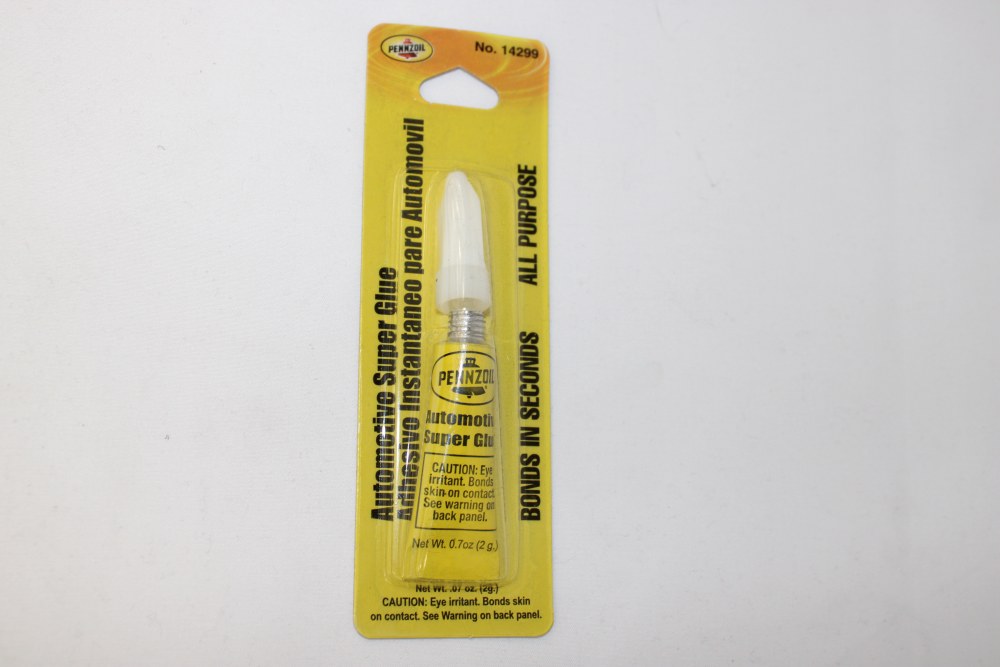 PENNZOIL
No. 14299
Automotive Super Glue
Adhesivo Instantaneo pare Automovil
BONDS IN SECONDS ALL PURPOSE
PENNZOIL
Automotiv
Super Glu
CAUTION: Eye
irritant. Bonds
skin on contact.
See warning on
back panel.
Net Wt. 0.7oz (2 g.)
Net Wt. .07 oz. (2g.)
CAUTION: Eye irritant. Bonds skin
on contact. See Warning on back panel.